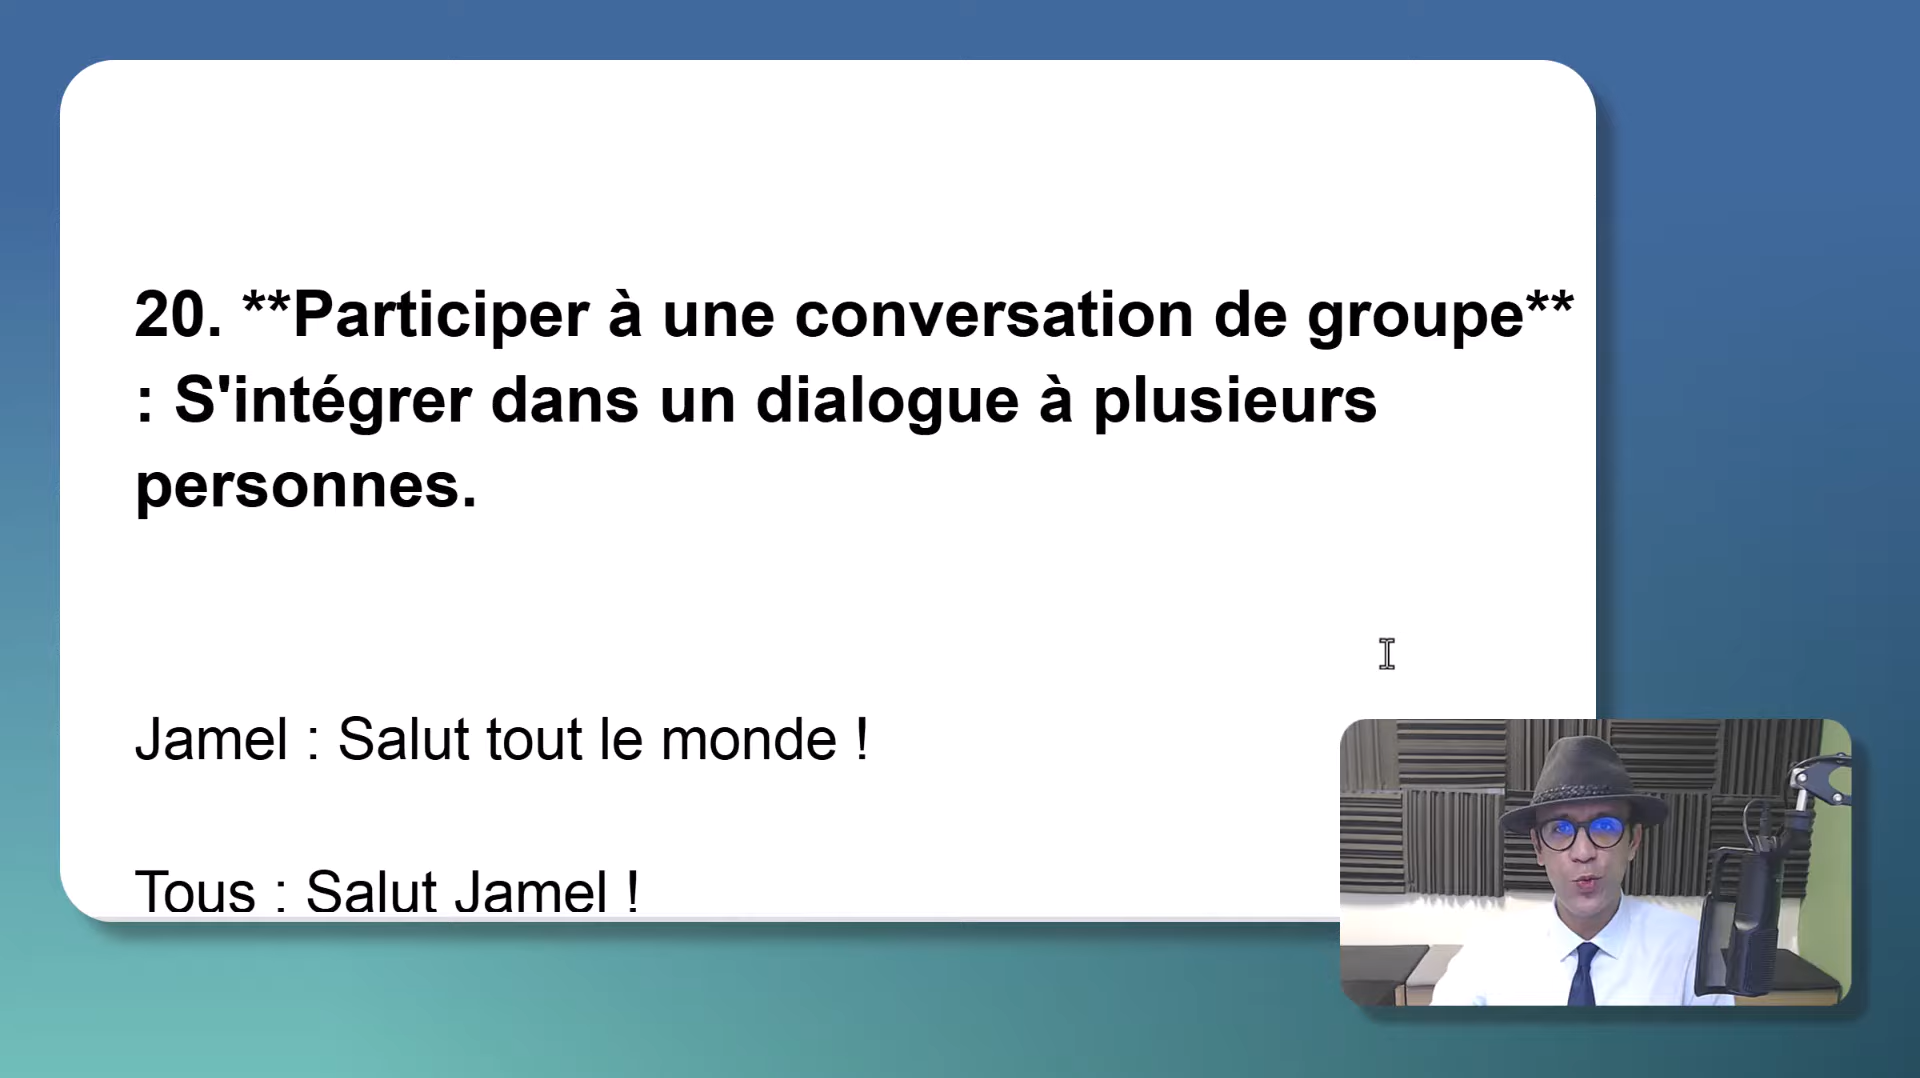 20. **Participer à une conversation de groupe**
: S'intégrer dans un dialogue à plusieurs
personnes.
Jamel : Salut tout le monde !
Tous : Salut Jamel !